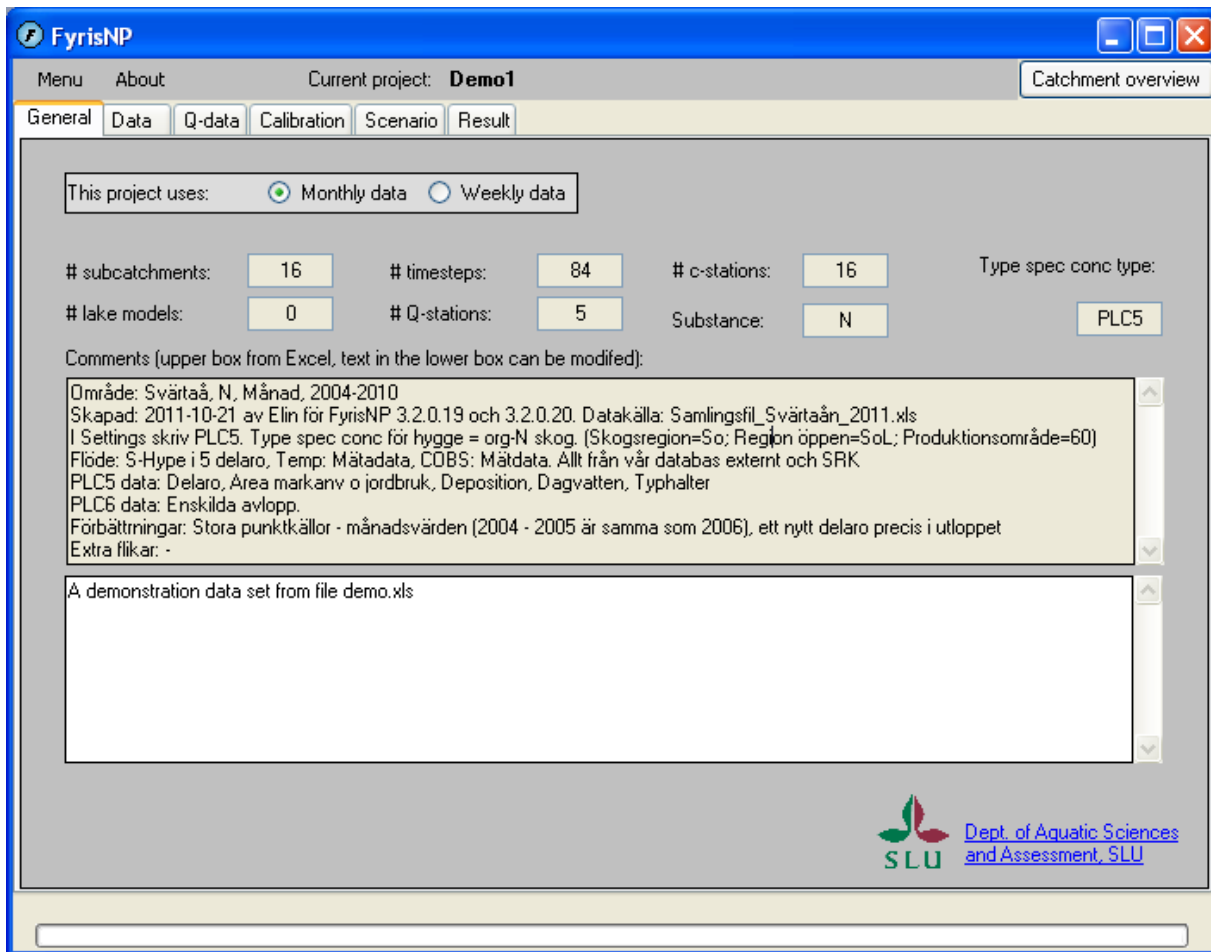 FyrisNP
Menu About Current project: Demo1 Catchment overview
General Data Q-data Calibration Scenario Result
This project uses: Monthly data Weekly data
# subcatchments: 16 # timesteps: 84 # c-stations: 16 Type spec conc type:
# lake models: 0 # Q-stations: 5 Substance: N PLC5
Comments (upper box from Excel, text in the lower box can be modifed):
Område: Svärtaå, N, Månad, 2004-2010
Skapad: 2011-10-21 av Elin för FyrisNP 3.2.0.19 och 3.2.0.20. Datakälla: Samlingsfil_Svärtaån_2011.xls
I Settings skriv PLC5. Type spec conc för hygge = org-N skog. (Skogsregion=So; Region öppen=SoL; Produktionsområde=60)
Flöde: S-Hype i 5 delaro, Temp: Mätadata, COBS: Mätdata. Allt från vår databas externt och SRK
PLC5 data: Delaro, Area markanv o jordbruk, Deposition, Dagvatten, Typhalter
PLC6 data: Enskilda avlopp.
Förbättrningar: Stora punktkällor - månadsvärden (2004 - 2005 är samma som 2006), ett nytt delaro precis i utloppet
Extra flikar: -
A demonstration data set from file demo.xls
SLU
Dept. of Aquatic Sciences
and Assessment, SLU